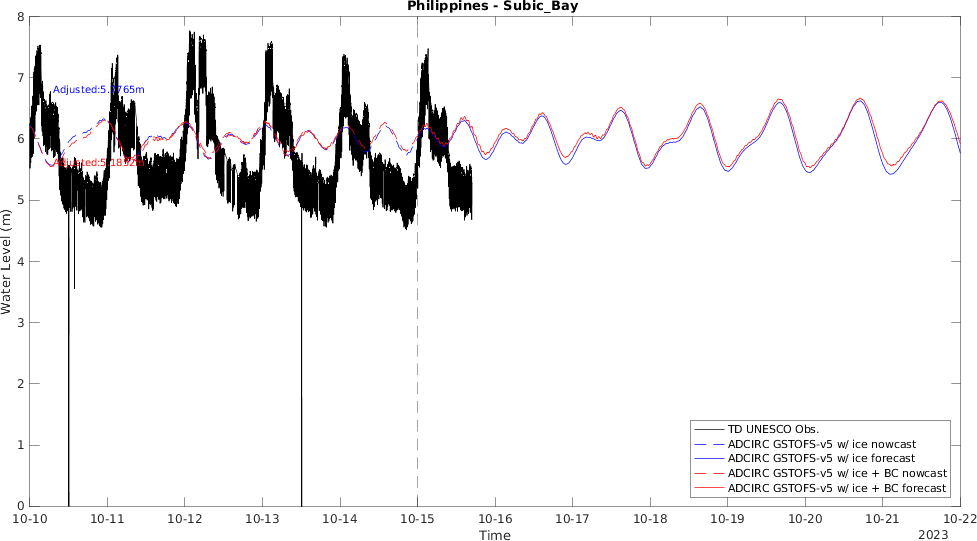 Philippines - Subic_Bay
8
7
6
5
4
3
2
1
0
Water Level (m)
Adjusted:5.7765m
10-10
10-11
10-12
10-13
10-14
10-15
10-16
10-17
10-18
10-19
10-20
10-21
10-22
Time
2023
TD UNESCO Obs.
ADCIRC GSTOFS-v5 w/ ice nowcast
ADCIRC GSTOFS-v5 w/ ice forecast
ADCIRC GSTOFS-v5 w/ ice + BC nowcast
ADCIRC GSTOFS-v5 w/ ice + BC forecast